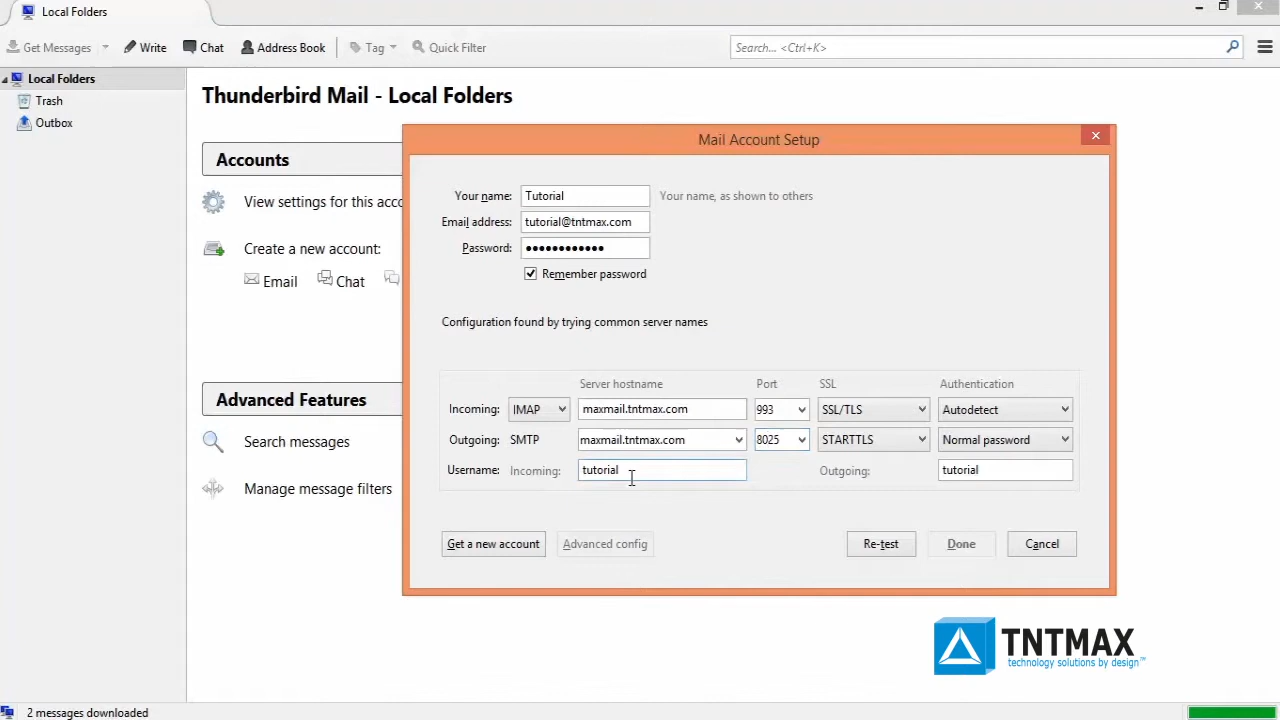 Local Folders
Get Messages Write Chat Address Book Tag Quick Filter Search... <Ctrl+K>
Local Folders
Trash
Outbox
Thunderbird Mail - Local Folders
Accounts
View settings for this acco
Create a new account:
Email Chat
Advanced Features
Search messages
Manage message filters
Mail Account Setup
Your name: Tutorial Your name, as shown to others
Email address: tutorial@tntmax.com
Password: ••••••••••••
Remember password
Configuration found by trying common server names
Server hostname Port SSL Authentication
Incoming: IMAP maxmail.tntmax.com 993 SSL/TLS Autodetect
Outgoing: SMTP maxmail.tntmax.com 8025 STARTTLS Normal password
Username: Incoming: tutorial Outgoing: tutorial
Get a new account Advanced config Re-test Done Cancel
TNTMAX
technology solutions by design™
2 messages downloaded